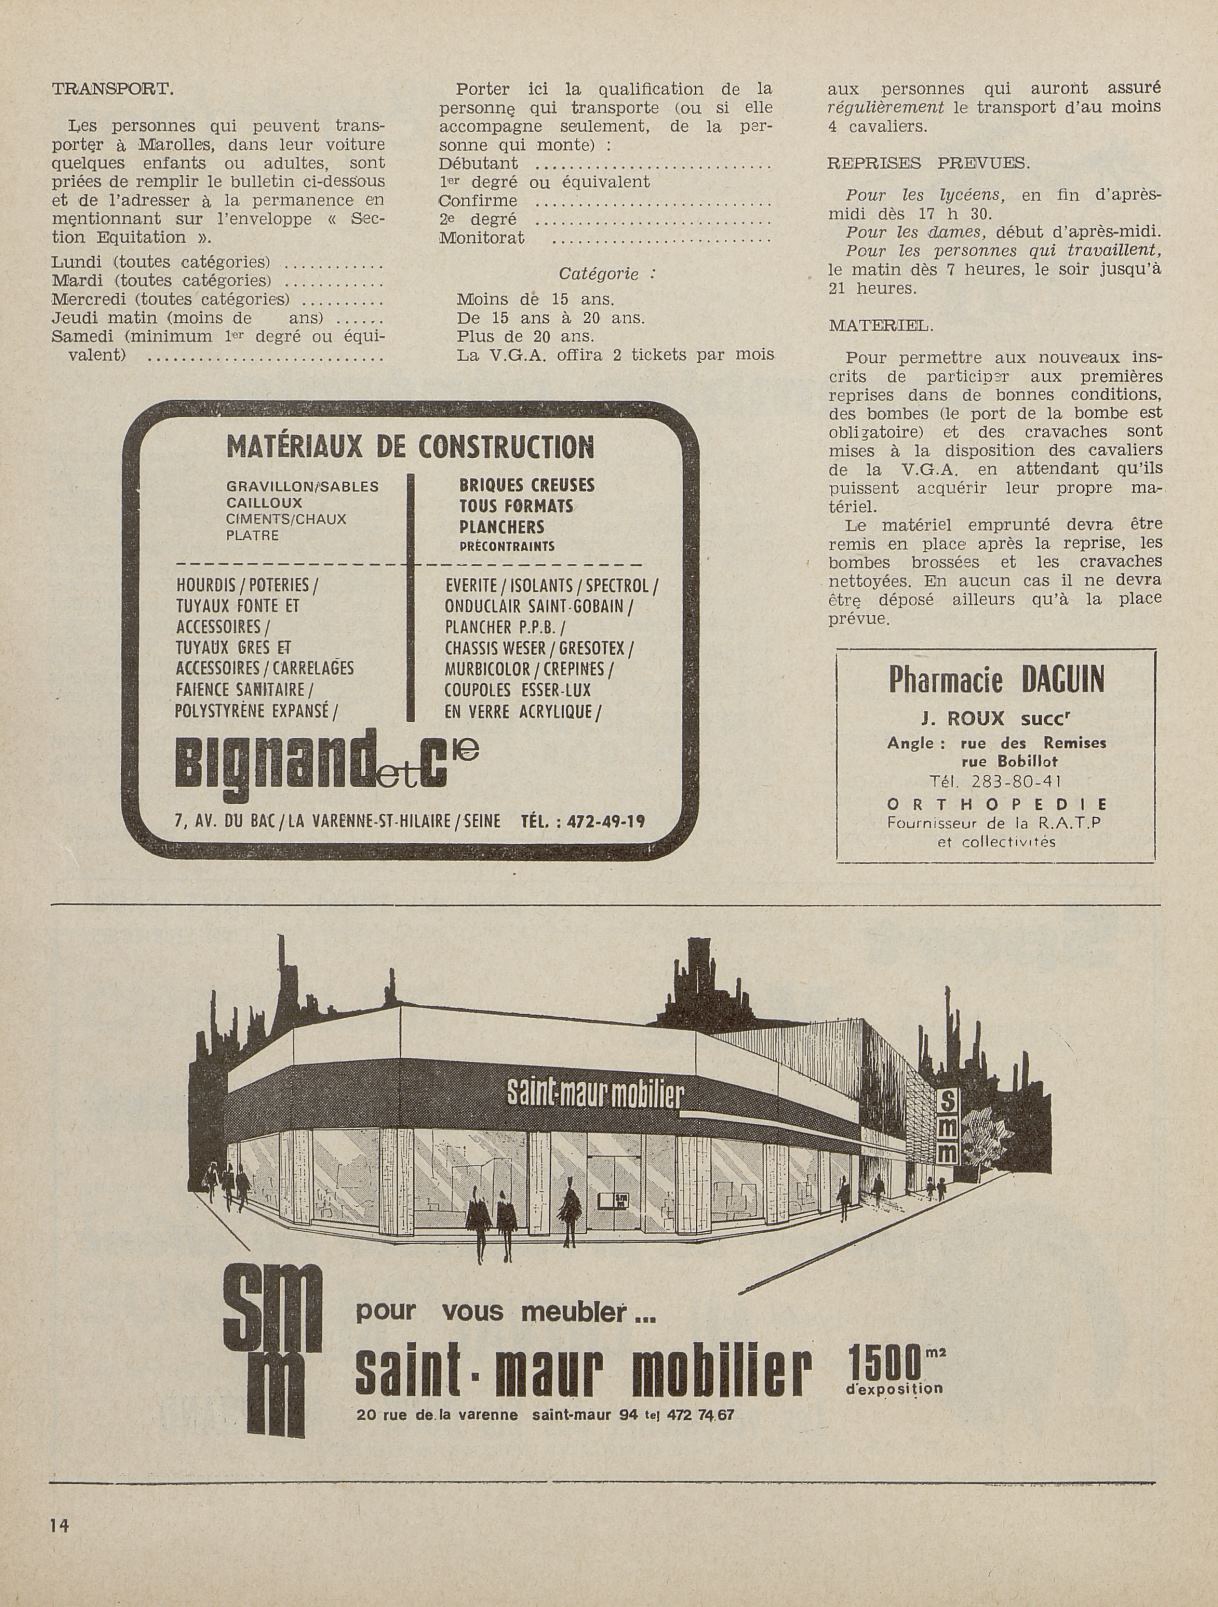 TRANSPORT.
Les personnes qui peuvent trans-
porter à Marolles, dans leur voiture
quelques enfants ou adultes, sont
priées de remplir le bulletin ci-dessous
et de l'adresser à la permanence en
mentionnant sur l'enveloppe « Sec-
tion Equitation ».
Lundi (toutes catégories) ............
Mardi (toutes catégories) ............
Mercredi (toutes catégories) ..........
Jeudi matin (moins de ans) ......
Samedi (minimum 1er degré ou équi-
valent) ............................
Porter ici la qualification de la
personne qui transporte (ou si elle
accompagne seulement, de la per-
sonne qui monte) :
Débutant ............................
1er degré ou équivalent
Confirme ............................
2e degré ............................
Monitorat ..........................
Catégorie :
Moins de 15 ans.
De 15 ans à 20 ans.
Plus de 20 ans.
La V.G.A. offira 2 tickets par mois
aux personnes qui auront assuré
régulièrement le transport d'au moins
4 cavaliers.
REPRISES PREVUES.
Pour les lycéens, en fin d'après-
midi dès 17 h 30.
Pour les dames, début d'après-midi.
Pour les personnes qui travaillent,
le matin dès 7 heures, le soir jusqu'à
21 heures.
MATERIEL.
Pour permettre aux nouveaux ins-
crits de participer aux premières
reprises dans de bonnes conditions,
des bombes (le port de la bombe est
obligatoire) et des cravaches sont
mises à la disposition des cavaliers
de la V.G.A. en attendant qu'ils
puissent acquérir leur propre ma-
tériel.
Le matériel emprunté devra être
remis en place après la reprise, les
bombes brossées et les cravaches
nettoyées. En aucun cas il ne devra
être déposé ailleurs qu'à la place
prévue.
MATÉRIAUX DE CONSTRUCTION
GRAVILLON/SABLES
CAILLOUX
CIMENTS/CHAUX
PLATRE
BRIQUES CREUSES
TOUS FORMATS
PLANCHERS
PRÉCONTRAINTS
HOURDIS / POTERIES /
TUYAUX FONTE ET
ACCESSOIRES /
TUYAUX GRES ET
ACCESSOIRES / CARRELAGES
FAIENCE SANITAIRE /
POLYSTYRÈNE EXPANSÉ /
EVERITE / ISOLANTS / SPECTROL /
ONDUCLAIR SAINT-GOBAIN /
PLANCHER P.P.B. /
CHASSIS WESER / GRESOTEX /
MURBICOLOR / CREPINES /
COUPOLES ESSER-LUX
EN VERRE ACRYLIQUE /
Bignand et Cie
7, AV. DU BAC / LA VARENNE-ST-HILAIRE / SEINE TÉL. : 472-49-19
Pharmacie DAGUIN
J. ROUX succr
Angle : rue des Remises
rue Bobillot
Tél. 283-80-41
ORTHOPEDIE
Fournisseur de la R.A.T.P
et collectivités
saint-maur mobilier
s
m
m
sm
m
sm
m
pour vous meubler...
saint-maur mobilier 1500 m2
d'exposition
20 rue de la varenne saint-maur 94 tel 472 74.67
14